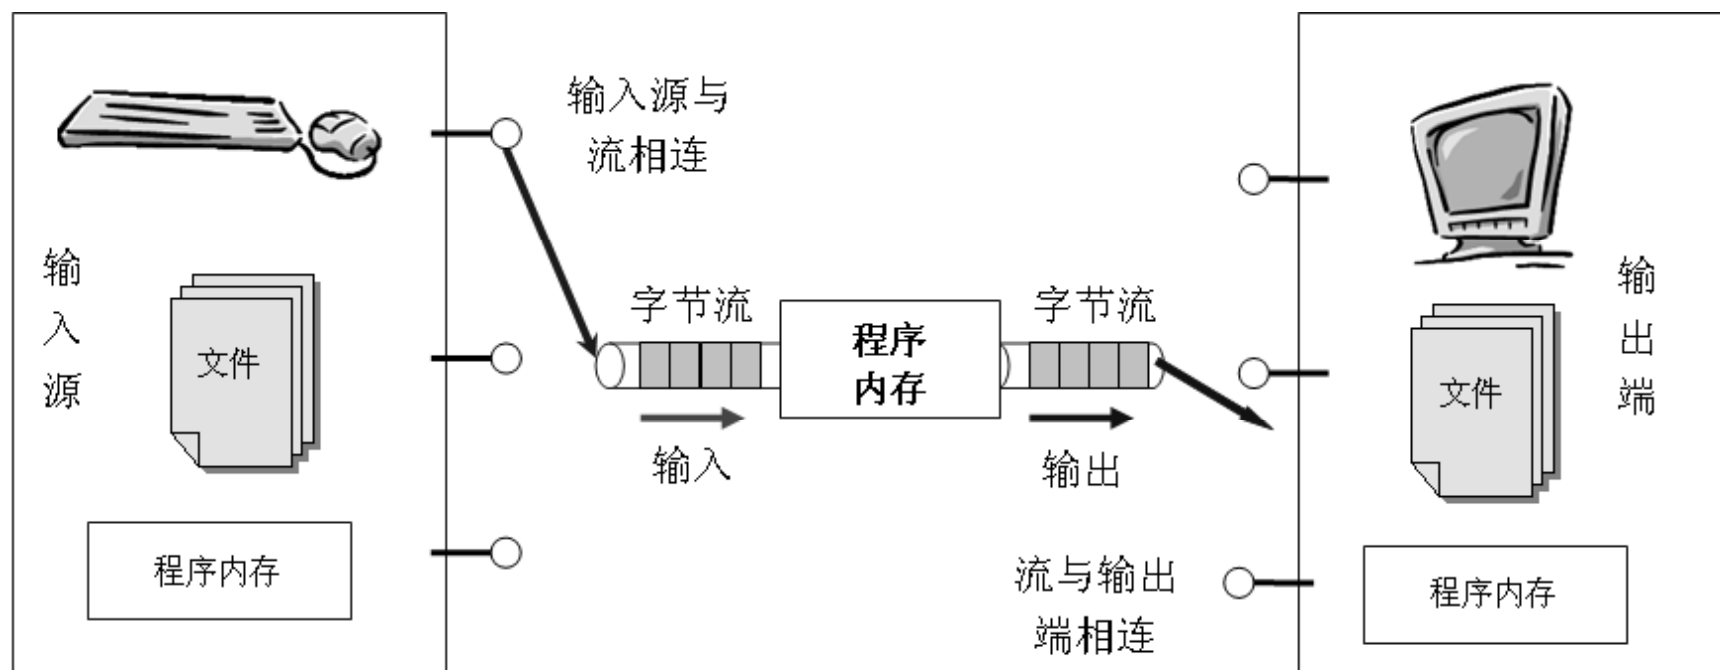 输入源与
流相连
输
入
源
文件
程序内存
字节流
输入
程序
内存
字节流
输出
流与输出
端相连
输
出
端
文件
程序内存